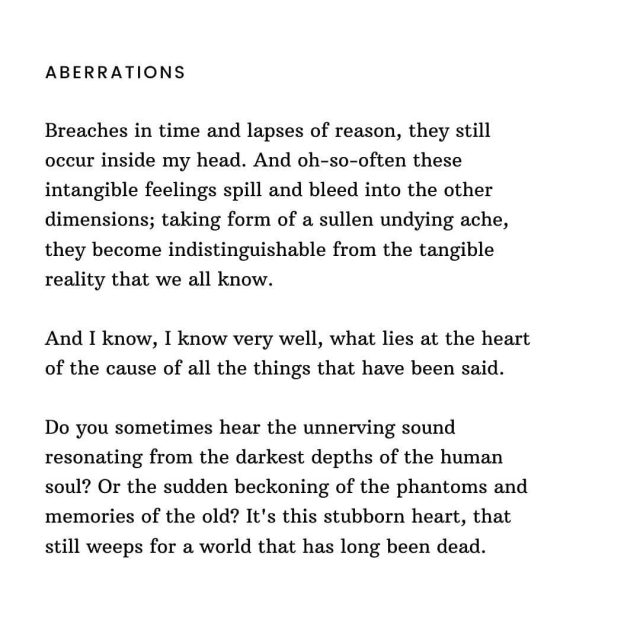 ABERRATIONS
Breaches in time and lapses of reason, they still
occur inside my head. And oh-so-often these
intangible feelings spill and bleed into the other
dimensions; taking form of a sullen undying ache,
they become indistinguishable from the tangible
reality that we all know.
And I know, I know very well, what lies at the heart
of the cause of all the things that have been said.
Do you sometimes hear the unnerving sound
resonating from the darkest depths of the human
soul? Or the sudden beckoning of the phantoms and
memories of the old? It's this stubborn heart, that
still weeps for a world that has long been dead.